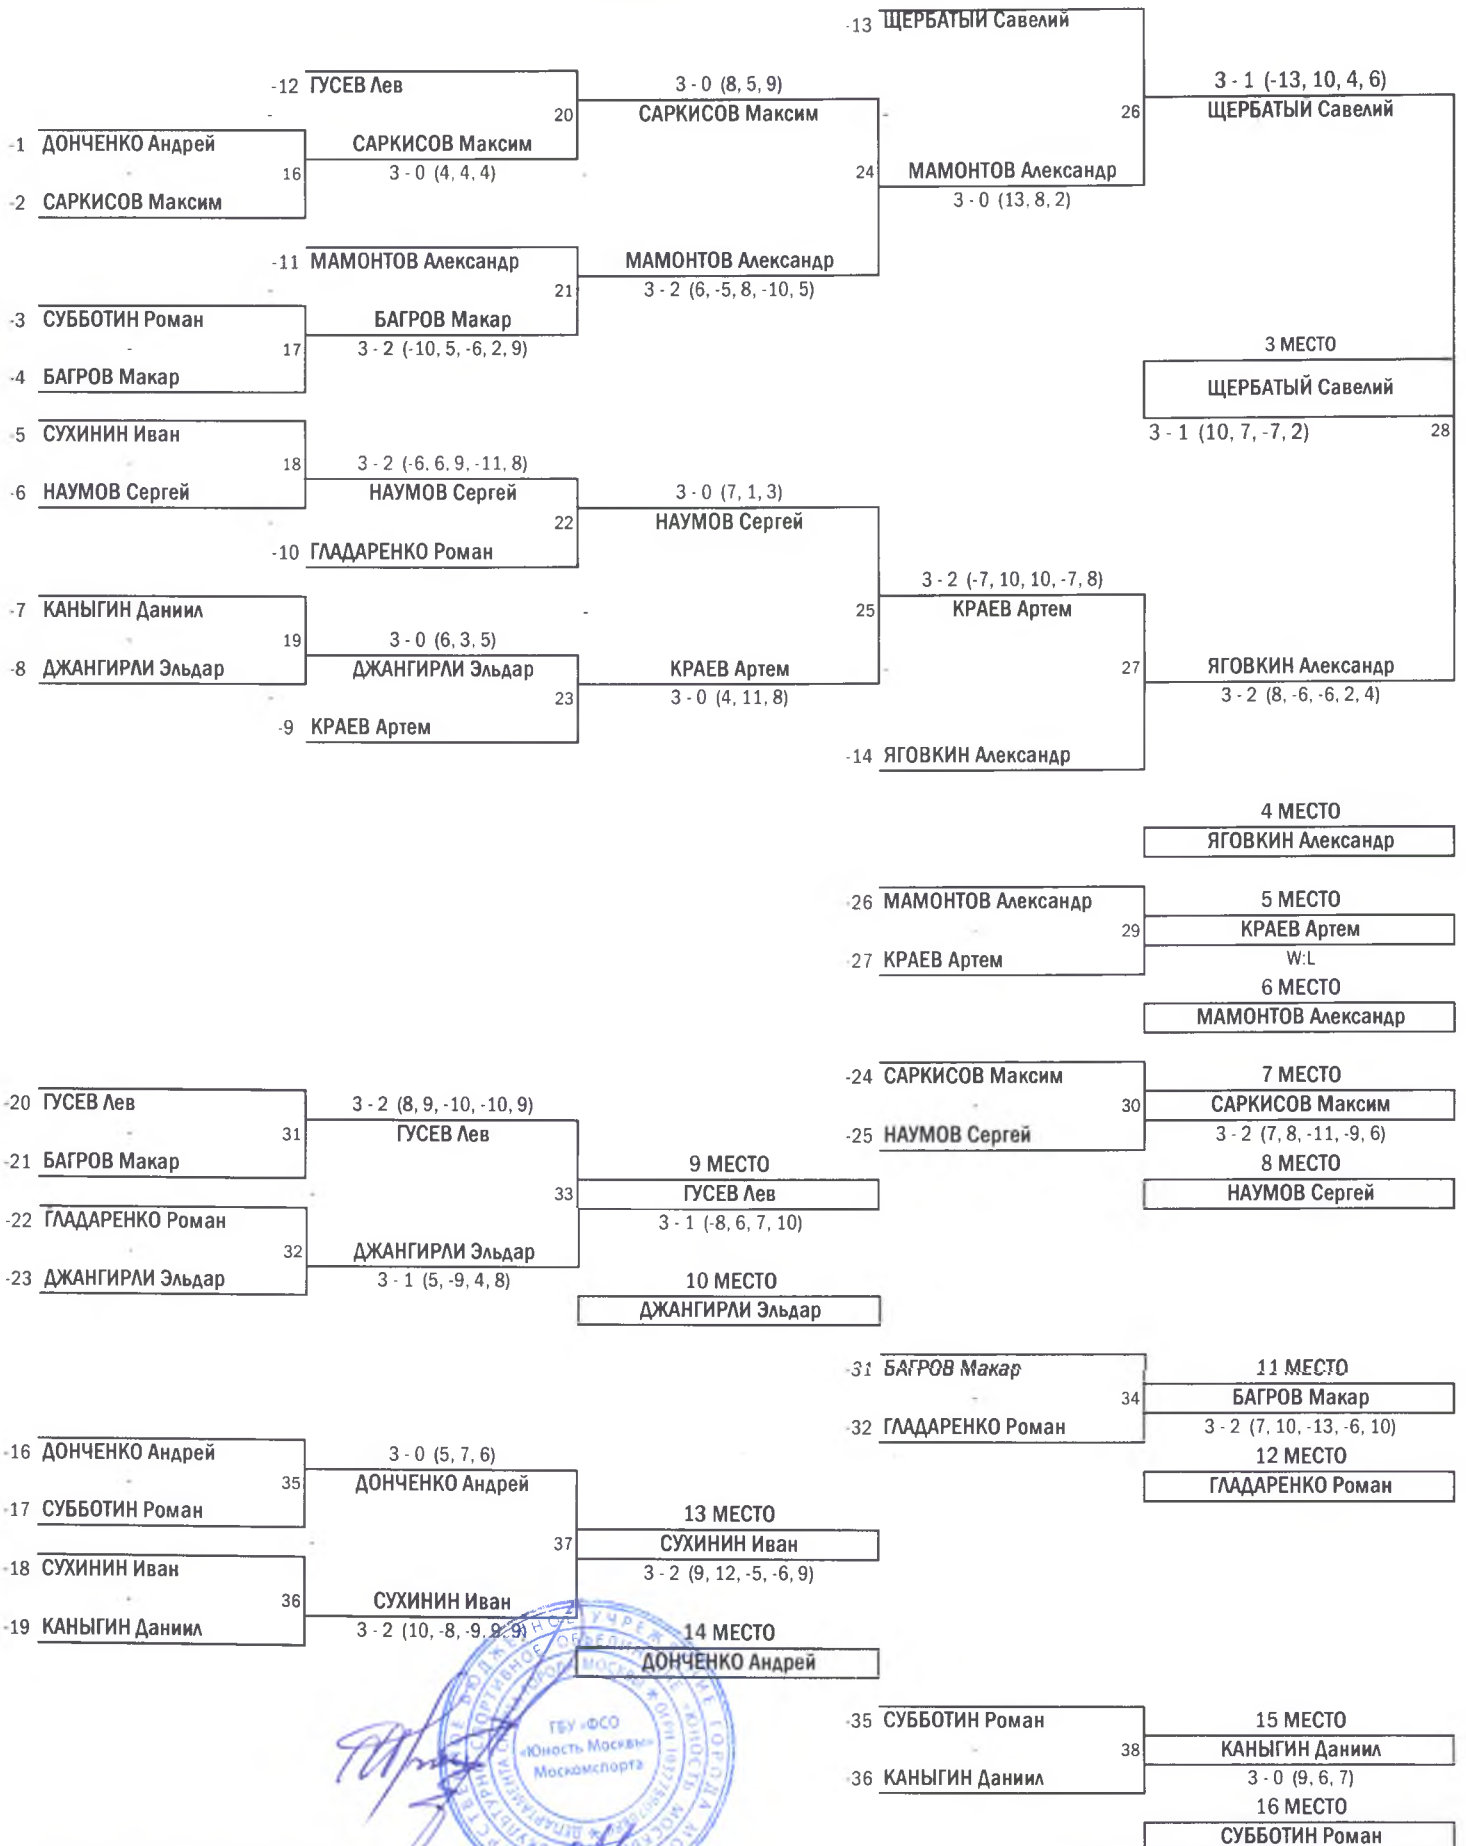 -13 ЩЕРБАТЫЙ Савелий
-12 ГУСЕВ Лев
3 - 0 (8, 5, 9)
3 - 1 (-13, 10, 4, 6)
20
САРКИСОВ Максим
26
ЩЕРБАТЫЙ Савелий
-1 ДОНЧЕНКО Андрей
САРКИСОВ Максим
16
3 - 0 (4, 4, 4)
24
МАМОНТОВ Александр
-2 САРКИСОВ Максим
3 - 0 (13, 8, 2)
-11 МАМОНТОВ Александр
МАМОНТОВ Александр
21
3 - 2 (6, -5, 8, -10, 5)
-3 СУББОТИН Роман
БАГРОВ Макар
17
3 - 2 (-10, 5, -6, 2, 9)
3 МЕСТО
-4 БАГРОВ Макар
ЩЕРБАТЫЙ Савелий
-5 СУХИНИН Иван
3 - 1 (10, 7, -7, 2)
28
18
3 - 2 (-6, 6, 9, -11, 8)
-6 НАУМОВ Сергей
НАУМОВ Сергей
3 - 0 (7, 1, 3)
22
НАУМОВ Сергей
-10 ГЛАДАРЕНКО Роман
3 - 2 (-7, 10, 10, -7, 8)
-7 КАНЫГИН Даниил
25
КРАЕВ Артем
19
3 - 0 (6, 3, 5)
-8 ДЖАНГИРЛИ Эльдар
ДЖАНГИРЛИ Эльдар
КРАЕВ Артем
27
ЯГОВКИН Александр
23
3 - 0 (4, 11, 8)
3 - 2 (8, -6, -6, 2, 4)
-9 КРАЕВ Артем
-14 ЯГОВКИН Александр
4 МЕСТО
ЯГОВКИН Александр
-26 МАМОНТОВ Александр
5 МЕСТО
29
КРАЕВ Артем
-27 КРАЕВ Артем
W:L
6 МЕСТО
МАМОНТОВ Александр
-24 САРКИСОВ Максим
7 МЕСТО
-20 ГУСЕВ Лев
3 - 2 (8, 9, -10, -10, 9)
30
САРКИСОВ Максим
31
ГУСЕВ Лев
-25 НАУМОВ Сергей
3 - 2 (7, 8, -11, -9, 6)
-21 БАГРОВ Макар
9 МЕСТО
8 МЕСТО
33
ГУСЕВ Лев
НАУМОВ Сергей
-22 ГЛАДАРЕНКО Роман
3 - 1 (-8, 6, 7, 10)
32
ДЖАНГИРЛИ Эльдар
-23 ДЖАНГИРЛИ Эльдар
3 - 1 (5, -9, 4, 8)
10 МЕСТО
ДЖАНГИРЛИ Эльдар
-31 БАГРОВ Макар
11 МЕСТО
34
БАГРОВ Макар
-32 ГЛАДАРЕНКО Роман
3 - 2 (7, 10, -13, -6, 10)
-16 ДОНЧЕНКО Андрей
3 - 0 (5, 7, 6)
12 МЕСТО
35
ДОНЧЕНКО Андрей
ГЛАДАРЕНКО Роман
-17 СУББОТИН Роман
13 МЕСТО
37
СУХИНИН Иван
-18 СУХИНИН Иван
3 - 2 (9, 12, -5, -6, 9)
36
СУХИНИН Иван
-19 КАНЫГИН Даниил
3 - 2 (10, -8, -9, 9, 9)
14 МЕСТО
ДОНЧЕНКО Андрей
-35 СУББОТИН Роман
15 МЕСТО
38
КАНЫГИН Даниил
-36 КАНЫГИН Даниил
3 - 0 (9, 6, 7)
16 МЕСТО
СУББОТИН Роман
ГБУ «ФСО
«Юность Москвы»
Москомспорта